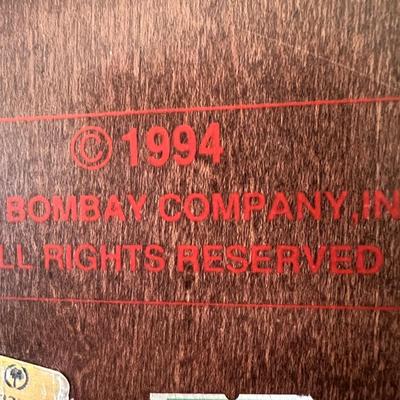 © 1994
BOMBAY COMPANY, IN
LL RIGHTS RESERVED